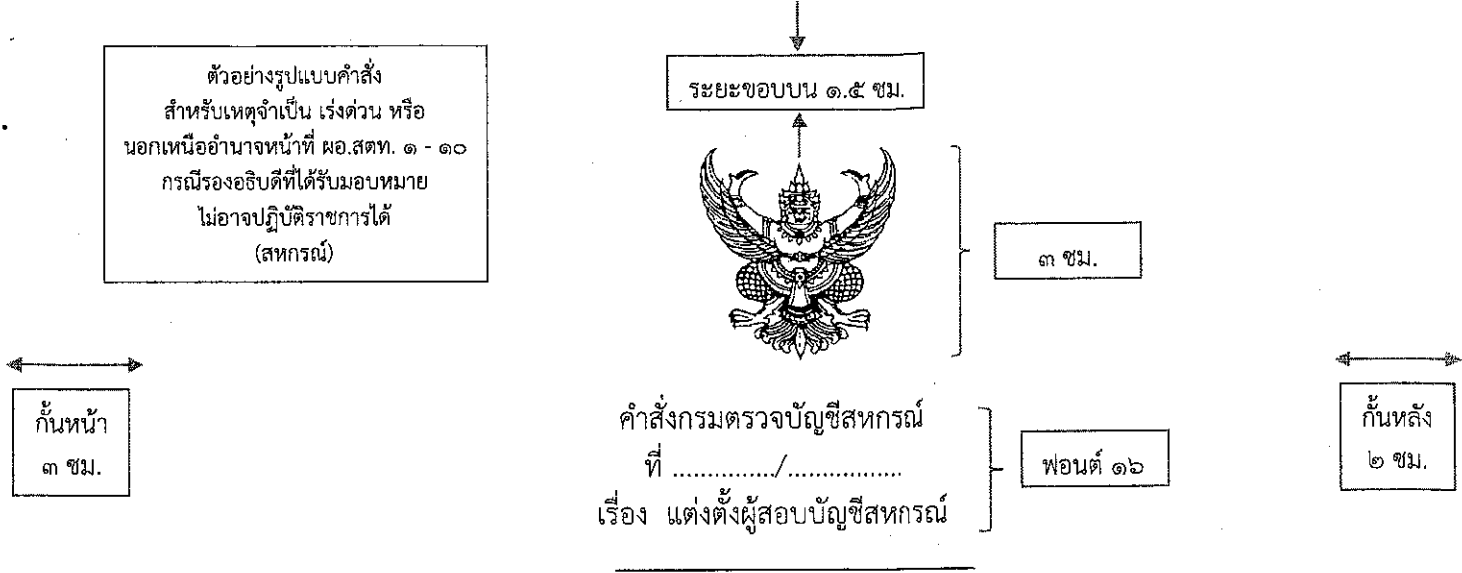 ตัวอย่างรูปแบบคำสั่ง
สำหรับเหตุจำเป็น เร่งด่วน หรือ
นอกเหนืออำนาจหน้าที่ ผอ.สตท. ๑ - ๑๐
กรณีรองอธิบดีที่ได้รับมอบหมาย
ไม่อาจปฏิบัติราชการได้
(สหกรณ์)
ระยะขอบบน ๑.๕ ซม.
๓ ซม.
กั้นหน้า
๓ ซม.
คำสั่งกรมตรวจบัญชีสหกรณ์
ที่ .............../.................
เรื่อง แต่งตั้งผู้สอบบัญชีสหกรณ์
ฟอนต์ ๑๖
กั้นหลัง
๒ ซม.